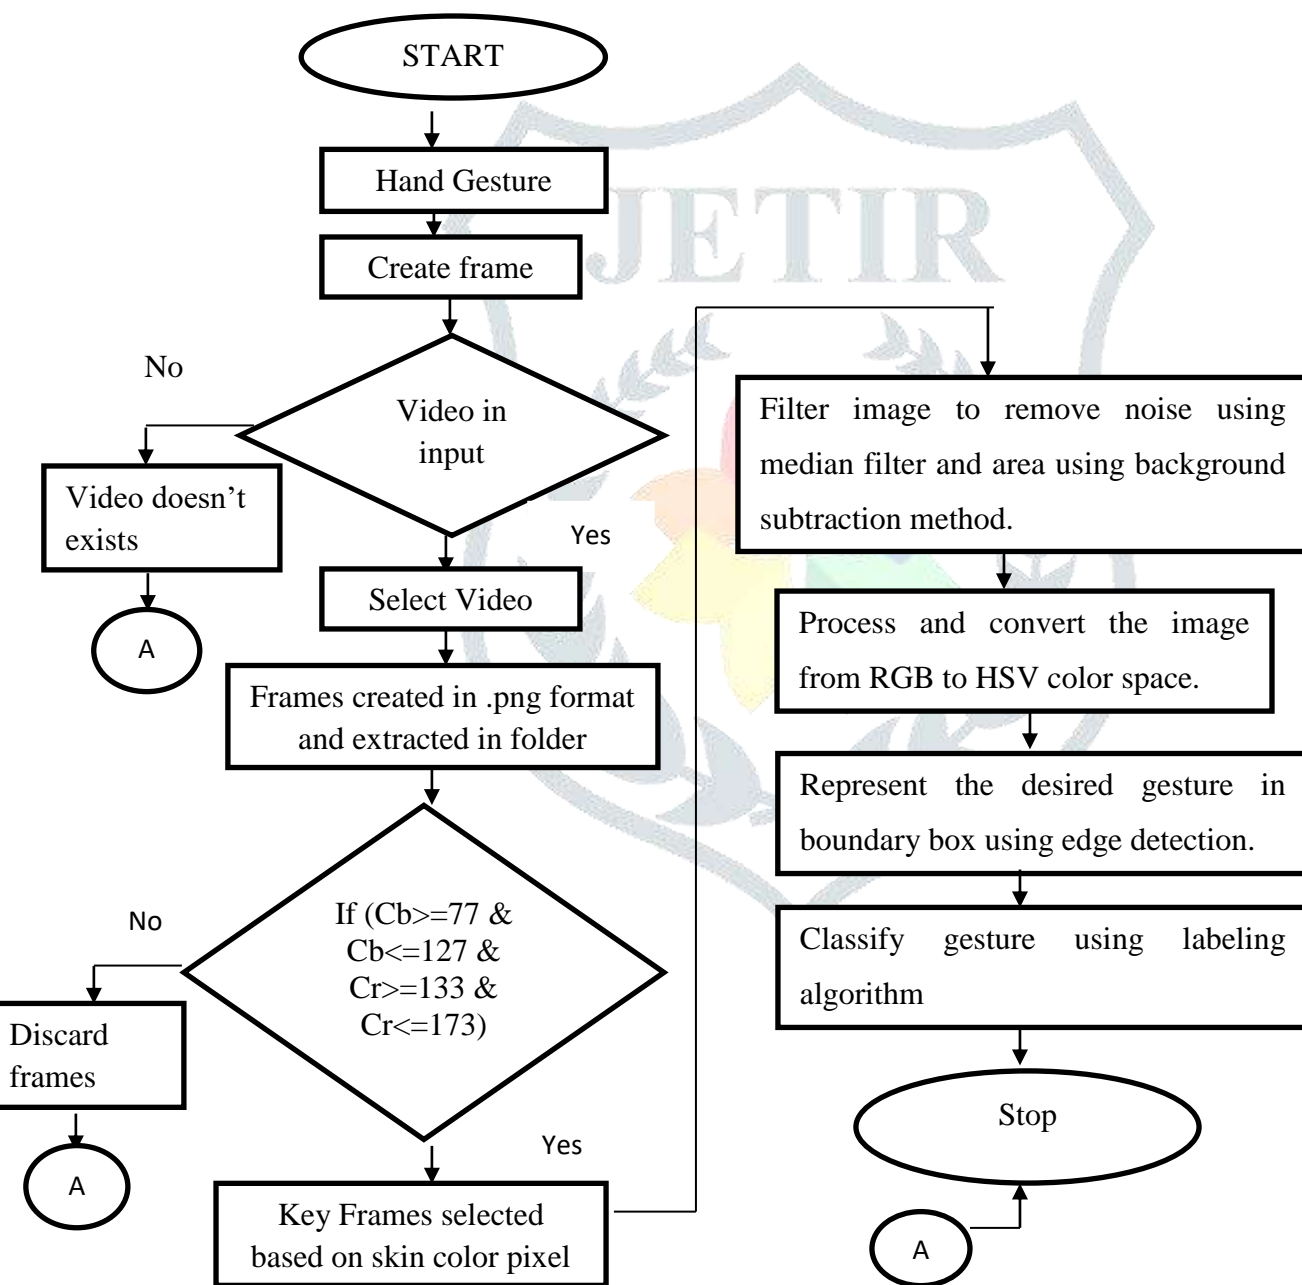 START
JETIR
Hand Gesture
Create frame
No
Video in
input
Video doesn’t
exists
Yes
A
Select Video
Frames created in .png format
and extracted in folder
No
If (Cb>=77 &
Cb<=127 &
Cr>=133 &
Cr<=173)
Discard
frames
A
Yes
Key Frames selected
based on skin color pixel
Filter image to remove noise using
median filter and area using background
subtraction method.
Process and convert the image
from RGB to HSV color space.
Represent the desired gesture in
boundary box using edge detection.
Classify gesture using labeling
algorithm
Stop
A